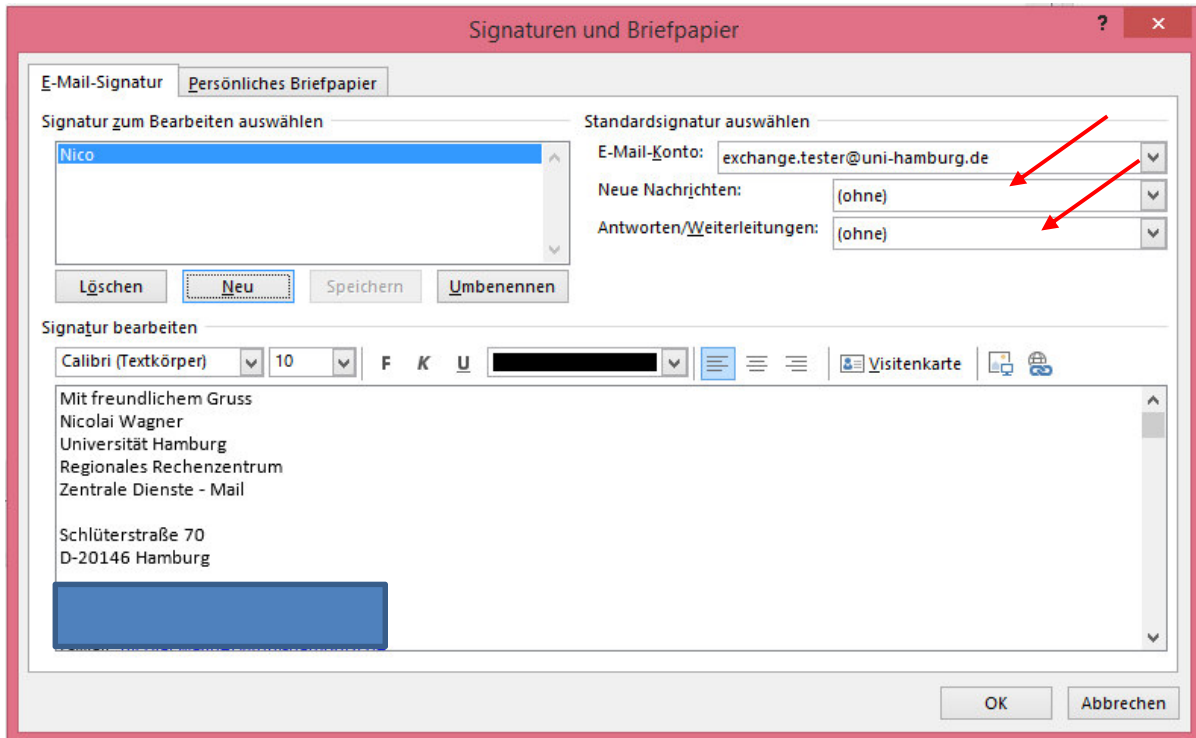 Signaturen und Briefpapier
?
E-Mail-Signatur
Persönliches Briefpapier
Signatur zum Bearbeiten auswählen
Nico
Löschen
Neu
Speichern
Umbenennen
Standardsignatur auswählen
E-Mail-Konto:
exchange.tester@uni-hamburg.de
Neue Nachrichten:
(ohne)
Antworten/Weiterleitungen:
(ohne)
Signatur bearbeiten
Calibri (Textkörper)
10
F
K
U
Visitenkarte
Mit freundlichem Gruss
Nicolai Wagner
Universität Hamburg
Regionales Rechenzentrum
Zentrale Dienste - Mail
Schlüterstraße 70
D-20146 Hamburg
OK
Abbrechen